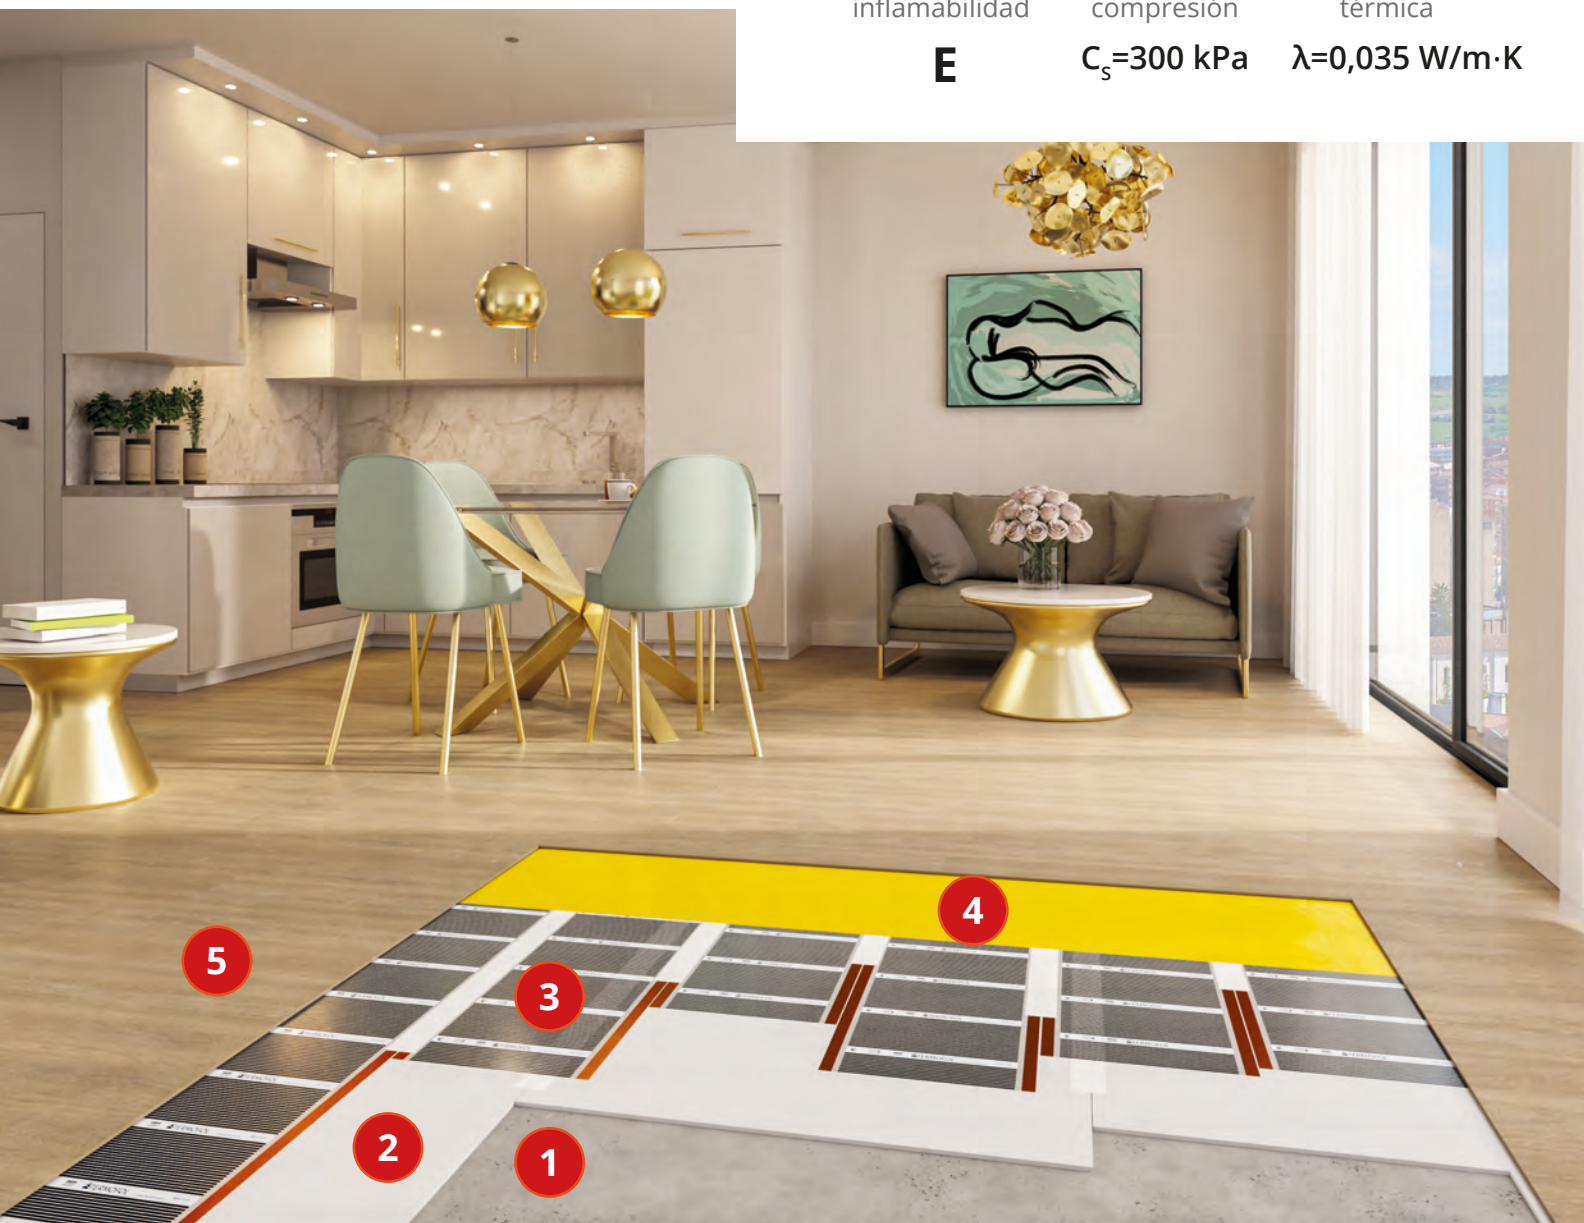 inflamabilidad compresión térmica
E Cs=300 kPa λ=0,035 W/m·K
4
5
3
2
1